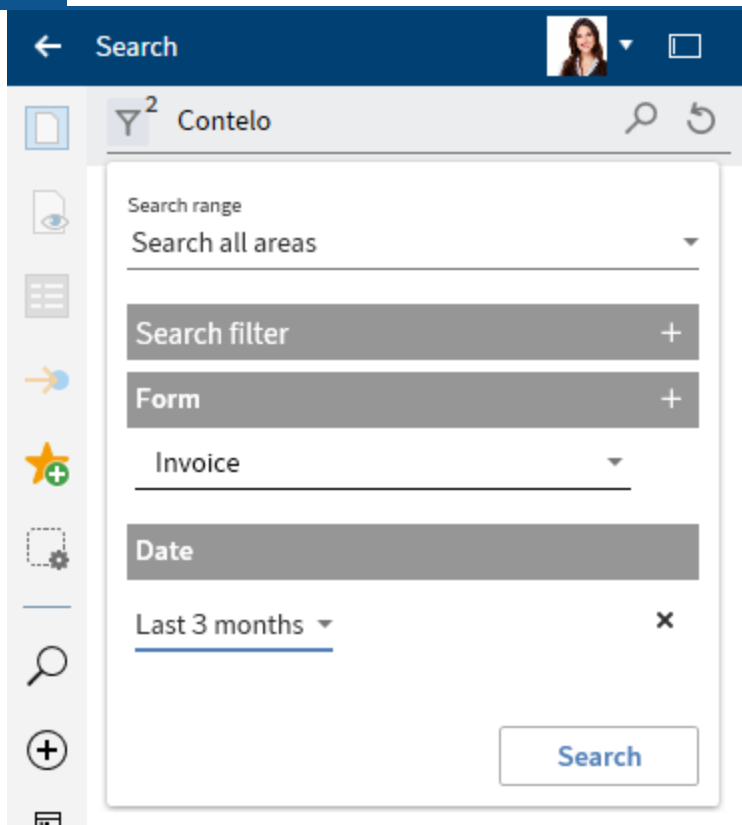 Search
2
Contelo
Search range
Search all areas
Search filter
Form
Invoice
Date
Last 3 months
Search